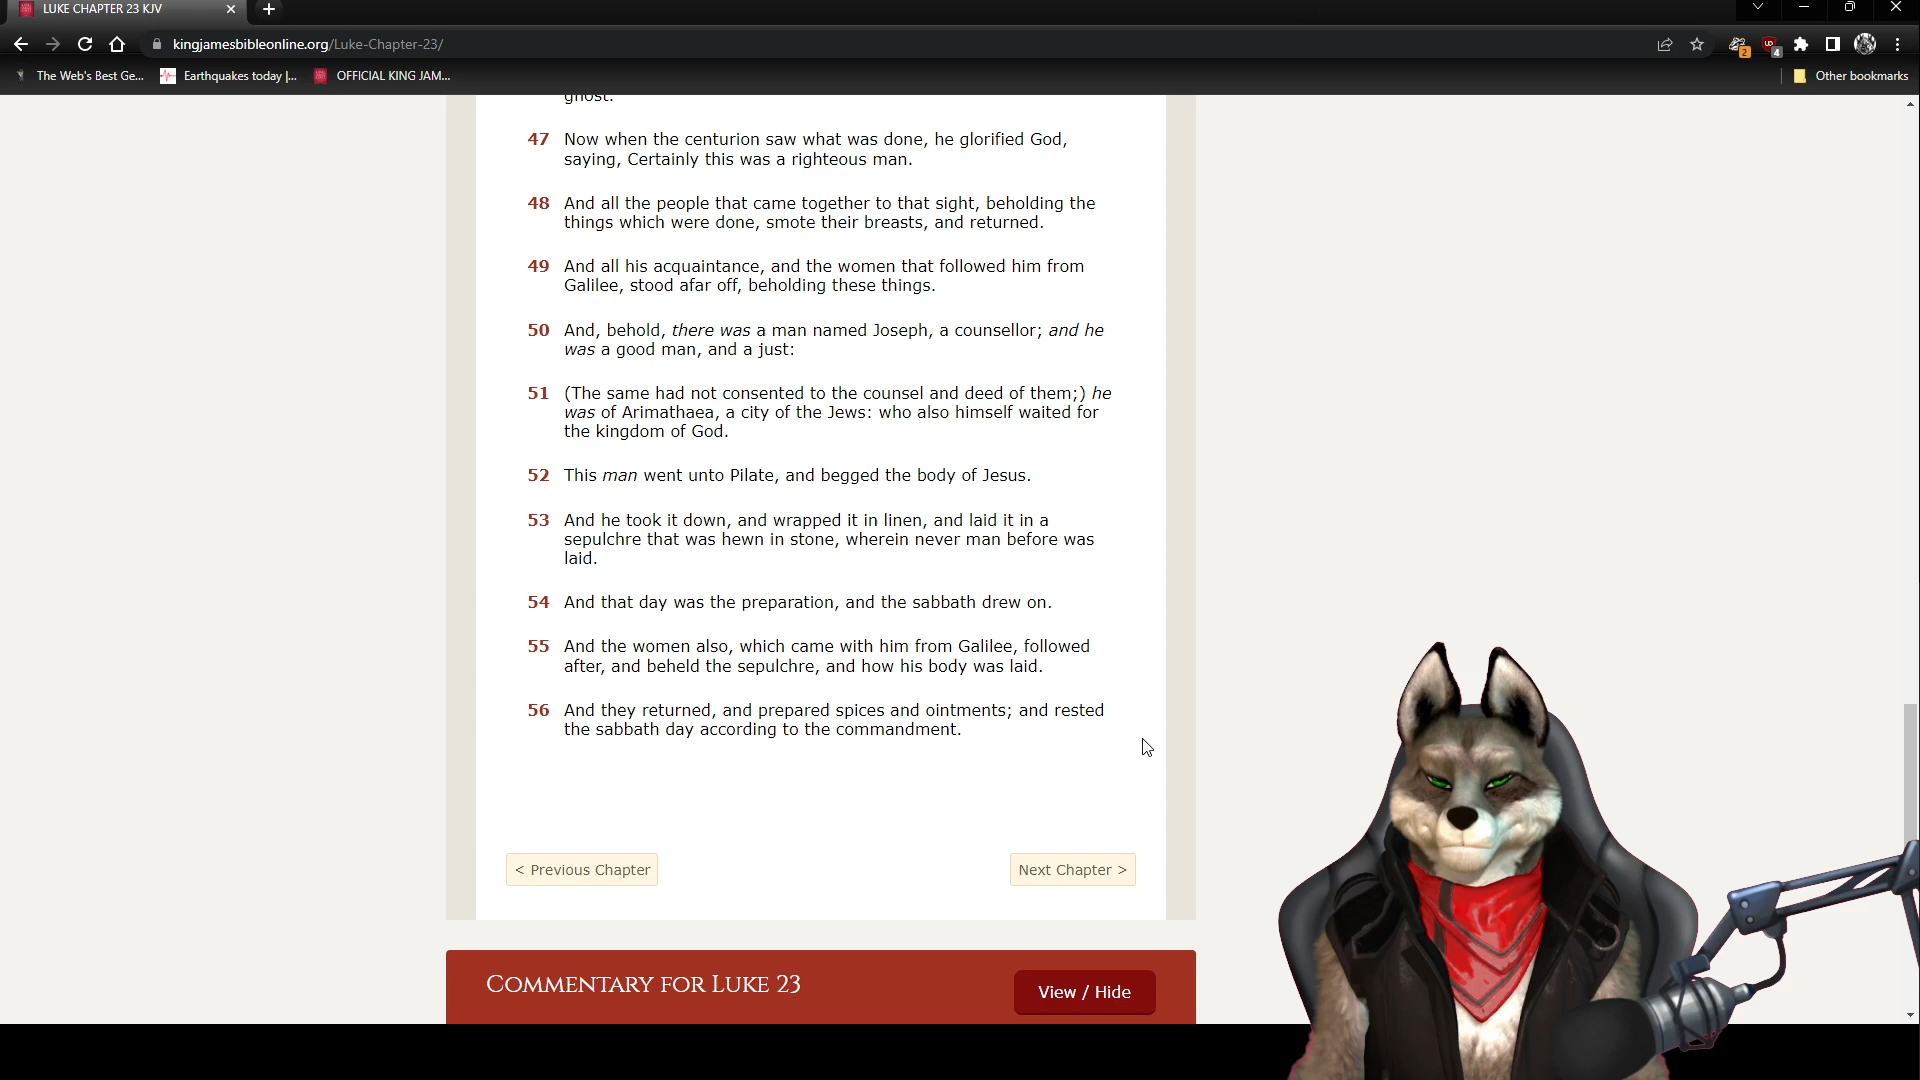 LUKE CHAPTER 23 KJV
kingjamesbibleonline.org/Luke-Chapter-23/
2
4
The Web's Best Ge...
Earthquakes today |...
OFFICIAL KING JAM...
Other bookmarks
ghost.
47 Now when the centurion saw what was done, he glorified God,
saying, Certainly this was a righteous man.
48 And all the people that came together to that sight, beholding the
things which were done, smote their breasts, and returned.
49 And all his acquaintance, and the women that followed him from
Galilee, stood afar off, beholding these things.
50 And, behold, there was a man named Joseph, a counsellor; and he
was a good man, and a just:
51 (The same had not consented to the counsel and deed of them;) he
was of Arimathaea, a city of the Jews: who also himself waited for
the kingdom of God.
52 This man went unto Pilate, and begged the body of Jesus.
53 And he took it down, and wrapped it in linen, and laid it in a
sepulchre that was hewn in stone, wherein never man before was
laid.
54 And that day was the preparation, and the sabbath drew on.
55 And the women also, which came with him from Galilee, followed
after, and beheld the sepulchre, and how his body was laid.
56 And they returned, and prepared spices and ointments; and rested
the sabbath day according to the commandment.
< Previous Chapter
Next Chapter >
Commentary for Luke 23
View / Hide